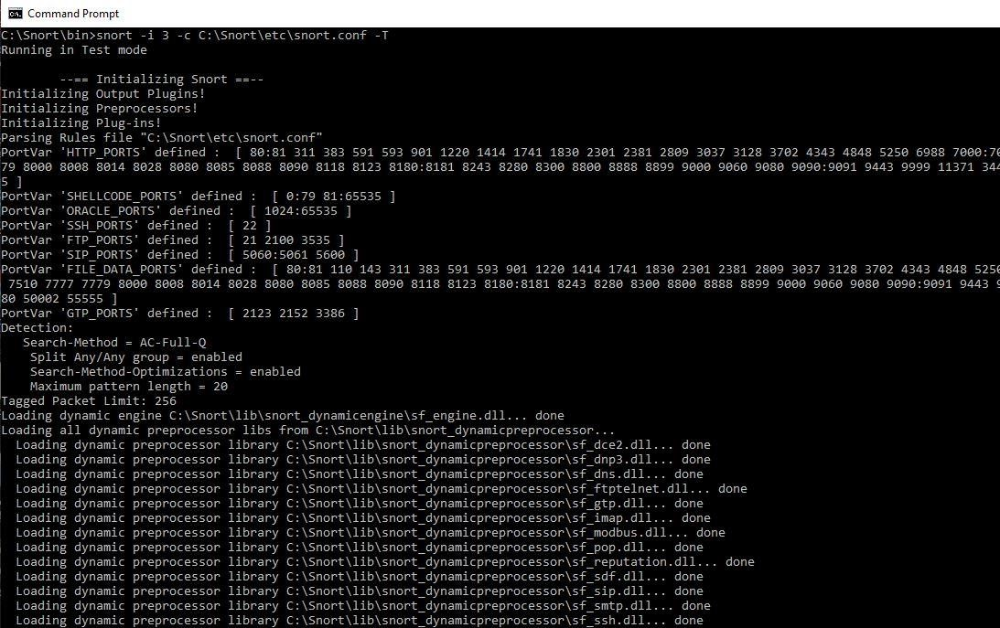 Command Prompt
C:\Snort\bin>snort -i 3 -c C:\Snort\etc\snort.conf -T
Running in Test mode
--== Initializing Snort ==--
Initializing Output Plugins!
Initializing Preprocessors!
Initializing Plug-ins!
Parsing Rules file "C:\Snort\etc\snort.conf"
PortVar 'HTTP_PORTS' defined :  [ 80:81 311 383 591 593 901 1220 1414 1741 1830 2301 2381 2809 3037 3128 3702 4343 4848 5250 6988 7000:70
79 8000 8008 8014 8028 8080 8085 8088 8090 8118 8123 8180:8181 8243 8280 8300 8800 8888 8899 9000 9060 9080 9090:9091 9443 9999 11371 344
5 ]
PortVar 'SHELLCODE_PORTS' defined :  [ 0:79 81:65535 ]
PortVar 'ORACLE_PORTS' defined :  [ 1024:65535 ]
PortVar 'SSH_PORTS' defined :  [ 22 ]
PortVar 'FTP_PORTS' defined :  [ 21 2100 3535 ]
PortVar 'SIP_PORTS' defined :  [ 5060:5061 5600 ]
PortVar 'FILE_DATA_PORTS' defined :  [ 80:81 110 143 311 383 591 593 901 1220 1414 1741 1830 2301 2381 2809 3037 3128 3702 4343 4848 5250
7510 7777 7779 8000 8008 8014 8028 8080 8085 8088 8090 8118 8123 8180:8181 8243 8280 8300 8800 8888 8899 9000 9060 9080 9090:9091 9443 9
80 50002 55555 ]
PortVar 'GTP_PORTS' defined :  [ 2123 2152 3386 ]
Detection:
Search-Method = AC-Full-Q
Split Any/Any group = enabled
Search-Method-Optimizations = enabled
Maximum pattern length = 20
Tagged Packet Limit: 256
Loading dynamic engine C:\Snort\lib\snort_dynamicengine\sf_engine.dll... done
Loading all dynamic preprocessor libs from C:\Snort\lib\snort_dynamicpreprocessor...
Loading dynamic preprocessor library C:\Snort\lib\snort_dynamicpreprocessor\sf_dce2.dll... done
Loading dynamic preprocessor library C:\Snort\lib\snort_dynamicpreprocessor\sf_dnp3.dll... done
Loading dynamic preprocessor library C:\Snort\lib\snort_dynamicpreprocessor\sf_dns.dll... done
Loading dynamic preprocessor library C:\Snort\lib\snort_dynamicpreprocessor\sf_ftptelnet.dll... done
Loading dynamic preprocessor library C:\Snort\lib\snort_dynamicpreprocessor\sf_gtp.dll... done
Loading dynamic preprocessor library C:\Snort\lib\snort_dynamicpreprocessor\sf_imap.dll... done
Loading dynamic preprocessor library C:\Snort\lib\snort_dynamicpreprocessor\sf_modbus.dll... done
Loading dynamic preprocessor library C:\Snort\lib\snort_dynamicpreprocessor\sf_pop.dll... done
Loading dynamic preprocessor library C:\Snort\lib\snort_dynamicpreprocessor\sf_reputation.dll... done
Loading dynamic preprocessor library C:\Snort\lib\snort_dynamicpreprocessor\sf_sdf.dll... done
Loading dynamic preprocessor library C:\Snort\lib\snort_dynamicpreprocessor\sf_sip.dll... done
Loading dynamic preprocessor library C:\Snort\lib\snort_dynamicpreprocessor\sf_smtp.dll... done
Loading dynamic preprocessor library C:\Snort\lib\snort_dynamicpreprocessor\sf_ssh.dll... done